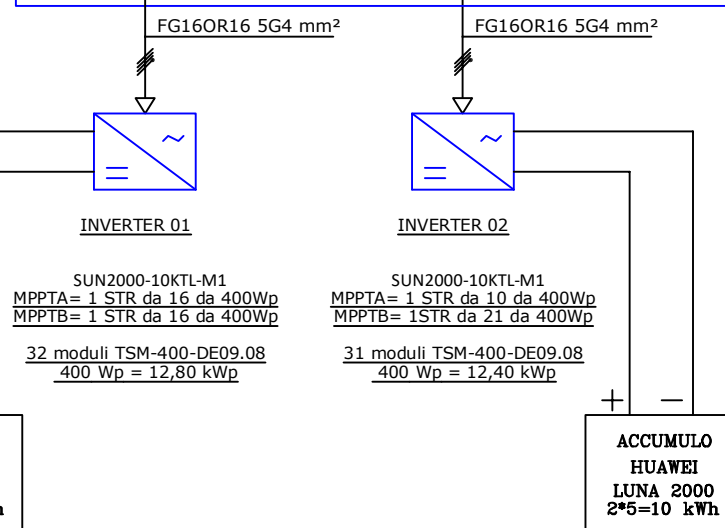 FG16OR16 5G4 mm²
FG16OR16 5G4 mm²
INVERTER 01
SUN2000-10KTL-M1
MPPTA= 1 STR da 16 da 400Wp
MPPTB= 1 STR da 16 da 400Wp
32 moduli TSM-400-DE09.08
400 Wp = 12,80 kWp
INVERTER 02
SUN2000-10KTL-M1
MPPTA= 1 STR da 10 da 400Wp
MPPTB= 1STR da 21 da 400Wp
31 moduli TSM-400-DE09.08
400 Wp = 12,40 kWp
+ −
ACCUMULO
HUAWEI
LUNA 2000
2*5=10 kWh